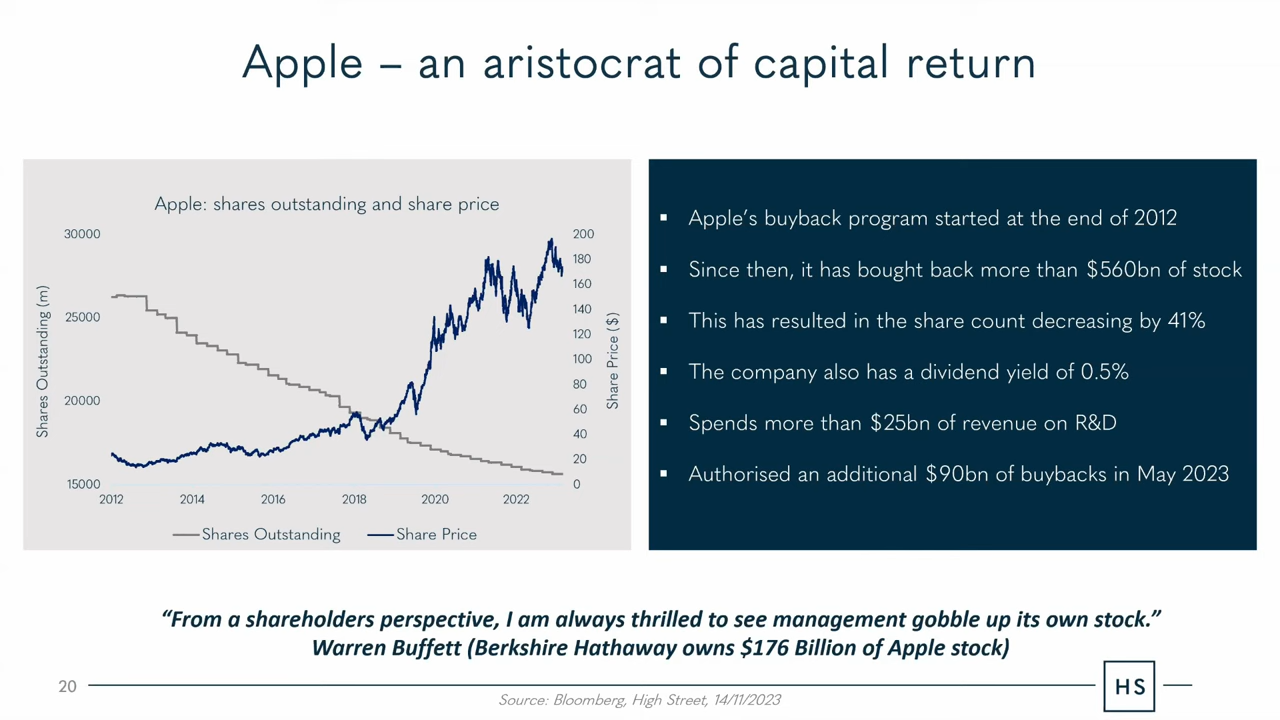 Apple – an aristocrat of capital return
Apple: shares outstanding and share price
30000
25000
20000
15000
Shares Outstanding (m)
200
180
160
140
120
100
80
60
40
20
0
Share Price ($)
2012 2014 2016 2018 2020 2022
Shares Outstanding Share Price
▪ Apple’s buyback program started at the end of 2012
▪ Since then, it has bought back more than $560bn of stock
▪ This has resulted in the share count decreasing by 41%
▪ The company also has a dividend yield of 0.5%
▪ Spends more than $25bn of revenue on R&D
▪ Authorised an additional $90bn of buybacks in May 2023
“From a shareholders perspective, I am always thrilled to see management gobble up its own stock.”
Warren Buffett (Berkshire Hathaway owns $176 Billion of Apple stock)
20
Source: Bloomberg, High Street, 14/11/2023
HS